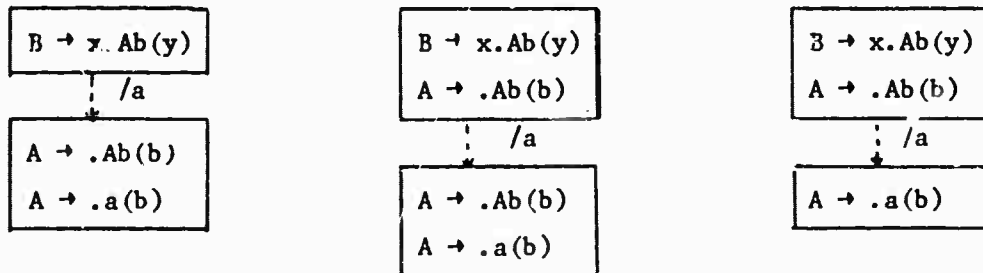 B → x.Ab(y)
/a
A → .Ab(b)
A → .a(b)
B → x.Ab(y)
A → .Ab(b)
/a
A → .Ab(b)
A → .a(b)
B → x.Ab(y)
A → .Ab(b)
/a
A → .a(b)